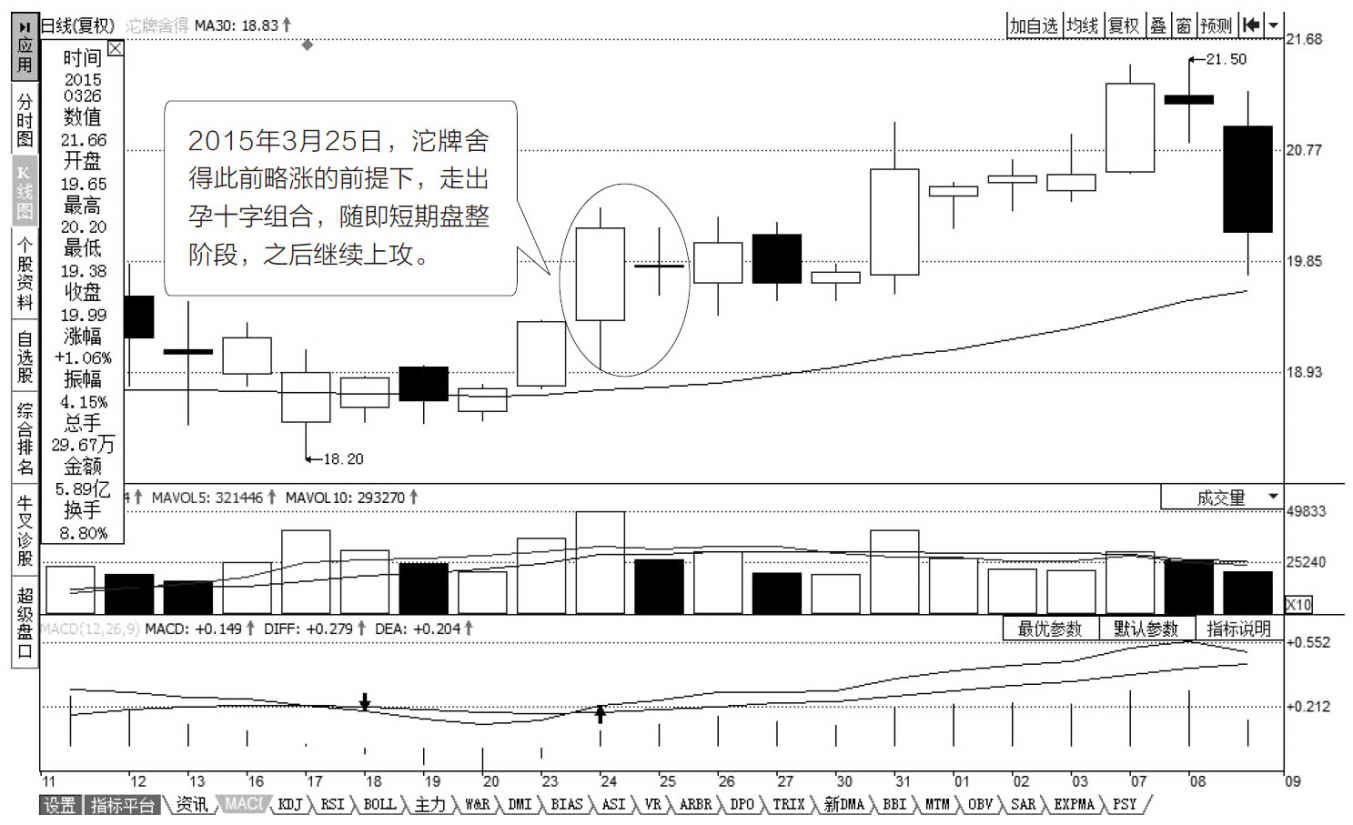 日线(复权) 沱牌舍得 MA30: 18.83↑
加自选 均线 复权 叠 窗 预测
应用
分时图
K线图
个股资料
自选股
综合排名
牛叉诊股
超级盘口
时间
2015
0326
数值
21.66
开盘
19.65
最高
20.20
最低
19.38
收盘
19.99
涨幅
+1.06%
振幅
4.15%
总手
29.67万
金额
5.89亿
换手
8.80%
2015年3月25日，沱牌舍
得此前略涨的前提下，走出
孕十字组合，随即短期盘整
阶段，之后继续上攻。
21.50
18.20
21.68
20.77
19.85
18.93
4↑ MAVOL5: 321446↑ MAVOL10: 293270↑
成交量
49833
25240
X10
MACD(12,26,9) MACD: +0.149↑ DIFF: +0.279↑ DEA: +0.204↑
最优参数 默认参数 指标说明
+0.552
+0.212
11 12 13 16 17 18 19 20 23 24 25 26 27 30 31 01 02 03 07 08 09
设置 指标平台 资讯 MACD KDJ RSI BOLL 主力 W&R DMI BIAS ASI VR ARBR DPO TRIX 新DMA BBI MTM OBV SAR EXPMA PSY